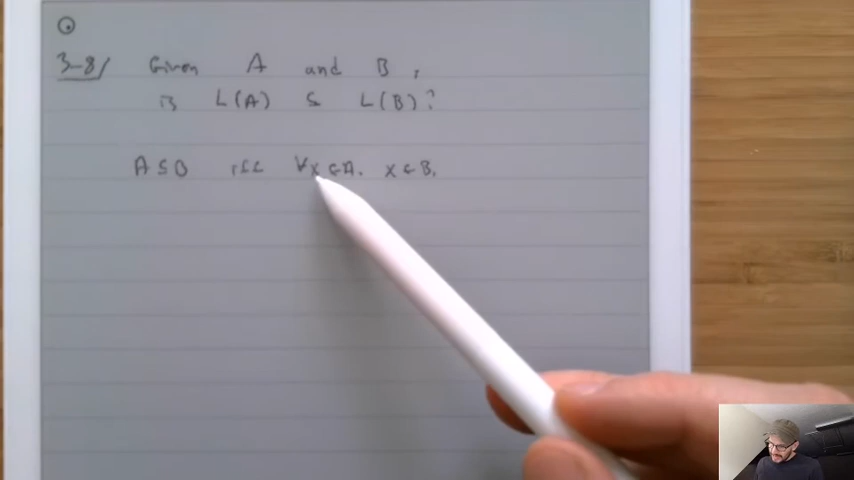 3-8/ Given A and B,
is L(A) ⊆ L(B)?
A ⊆ B iff ∀x∈A. x∈B.